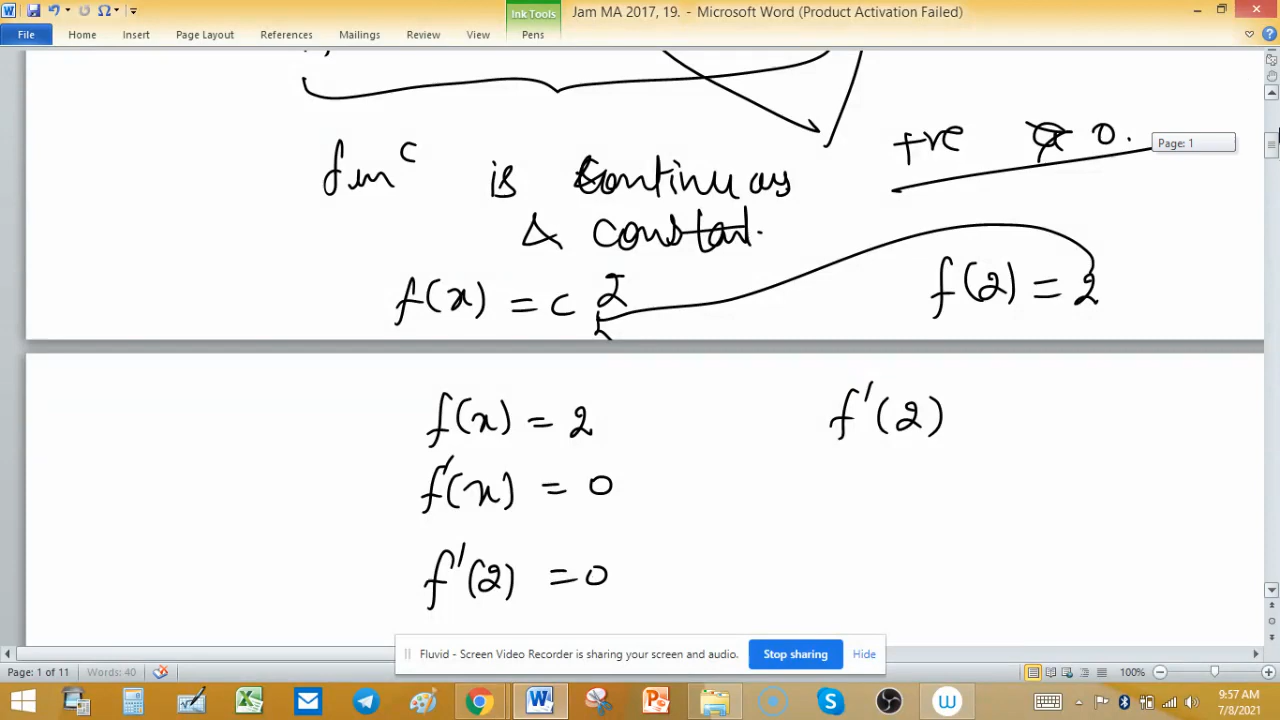 Jam MA 2017, 19. - Microsoft Word (Product Activation Failed)
Ink Tools
File Home Insert Page Layout References Mailings Review View Pens
+ve 0.
Page: 1
fun^c is continuous
& constant.
f(x) = c 2
f(2) = 2
f(x) = 2
f'(2)
f'(x) = 0
f'(2) = 0
Fluvid - Screen Video Recorder is sharing your screen and audio. Stop sharing Hide
Page: 1 of 11 Words: 40 100%
9:57 AM
7/8/2021